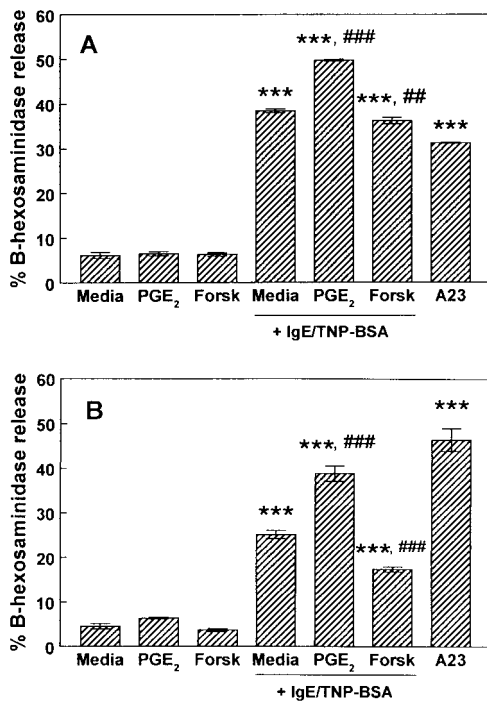 A
% B-hexosaminidase release
60
50
40
30
20
10
0
***
***, ###
***, ##
***
Media PGE2 Forsk Media PGE2 Forsk A23
+ IgE/TNP-BSA
B
% B-hexosaminidase release
60
50
40
30
20
10
0
***
***, ###
***, ###
***
Media PGE2 Forsk Media PGE2 Forsk A23
+ IgE/TNP-BSA